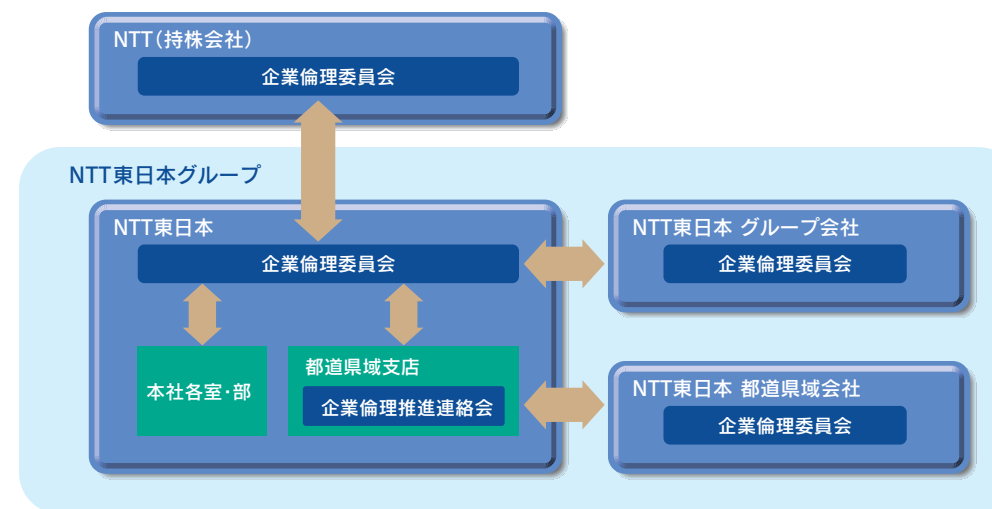 NTT(持株会社)
企業倫理委員会
NTT東日本グループ
NTT東日本
企業倫理委員会
本社各室・部
都道県域支店
企業倫理推進連絡会
NTT東日本 グループ会社
企業倫理委員会
NTT東日本 都道県域会社
企業倫理委員会